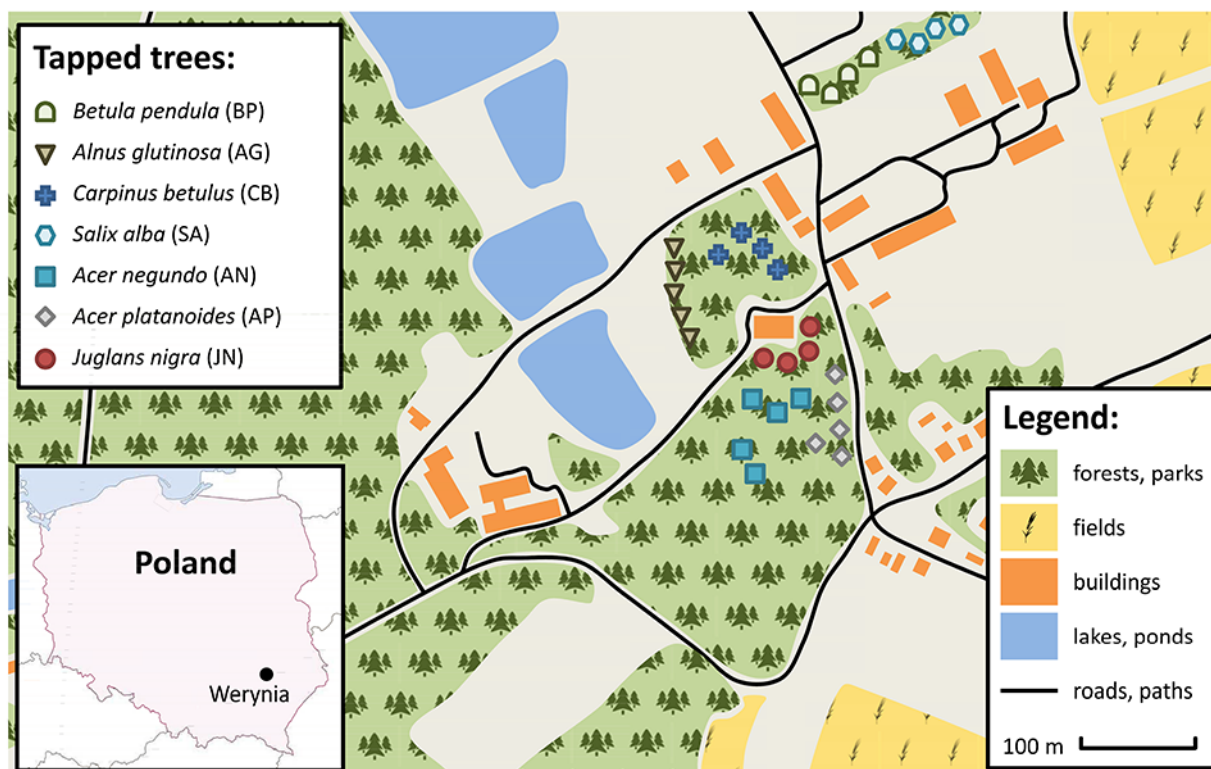 Tapped trees:
Betula pendula (BP)
Alnus glutinosa (AG)
Carpinus betulus (CB)
Salix alba (SA)
Acer negundo (AN)
Acer platanoides (AP)
Juglans nigra (JN)
Poland
Werynia
Legend:
forests, parks
fields
buildings
lakes, ponds
roads, paths
100 m